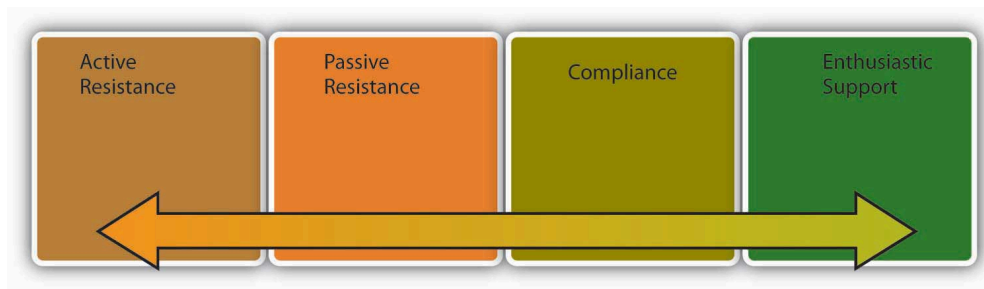 Active
Resistance
Passive
Resistance
Compliance
Enthusiastic
Support